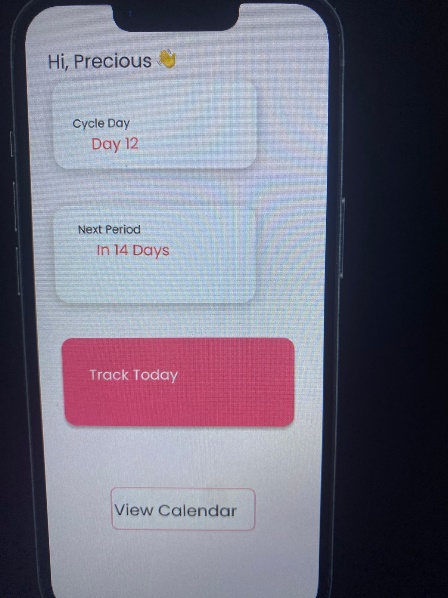 Hi, Precious 👋
Cycle Day
Day 12
Next Period
In 14 Days
Track Today
View Calendar